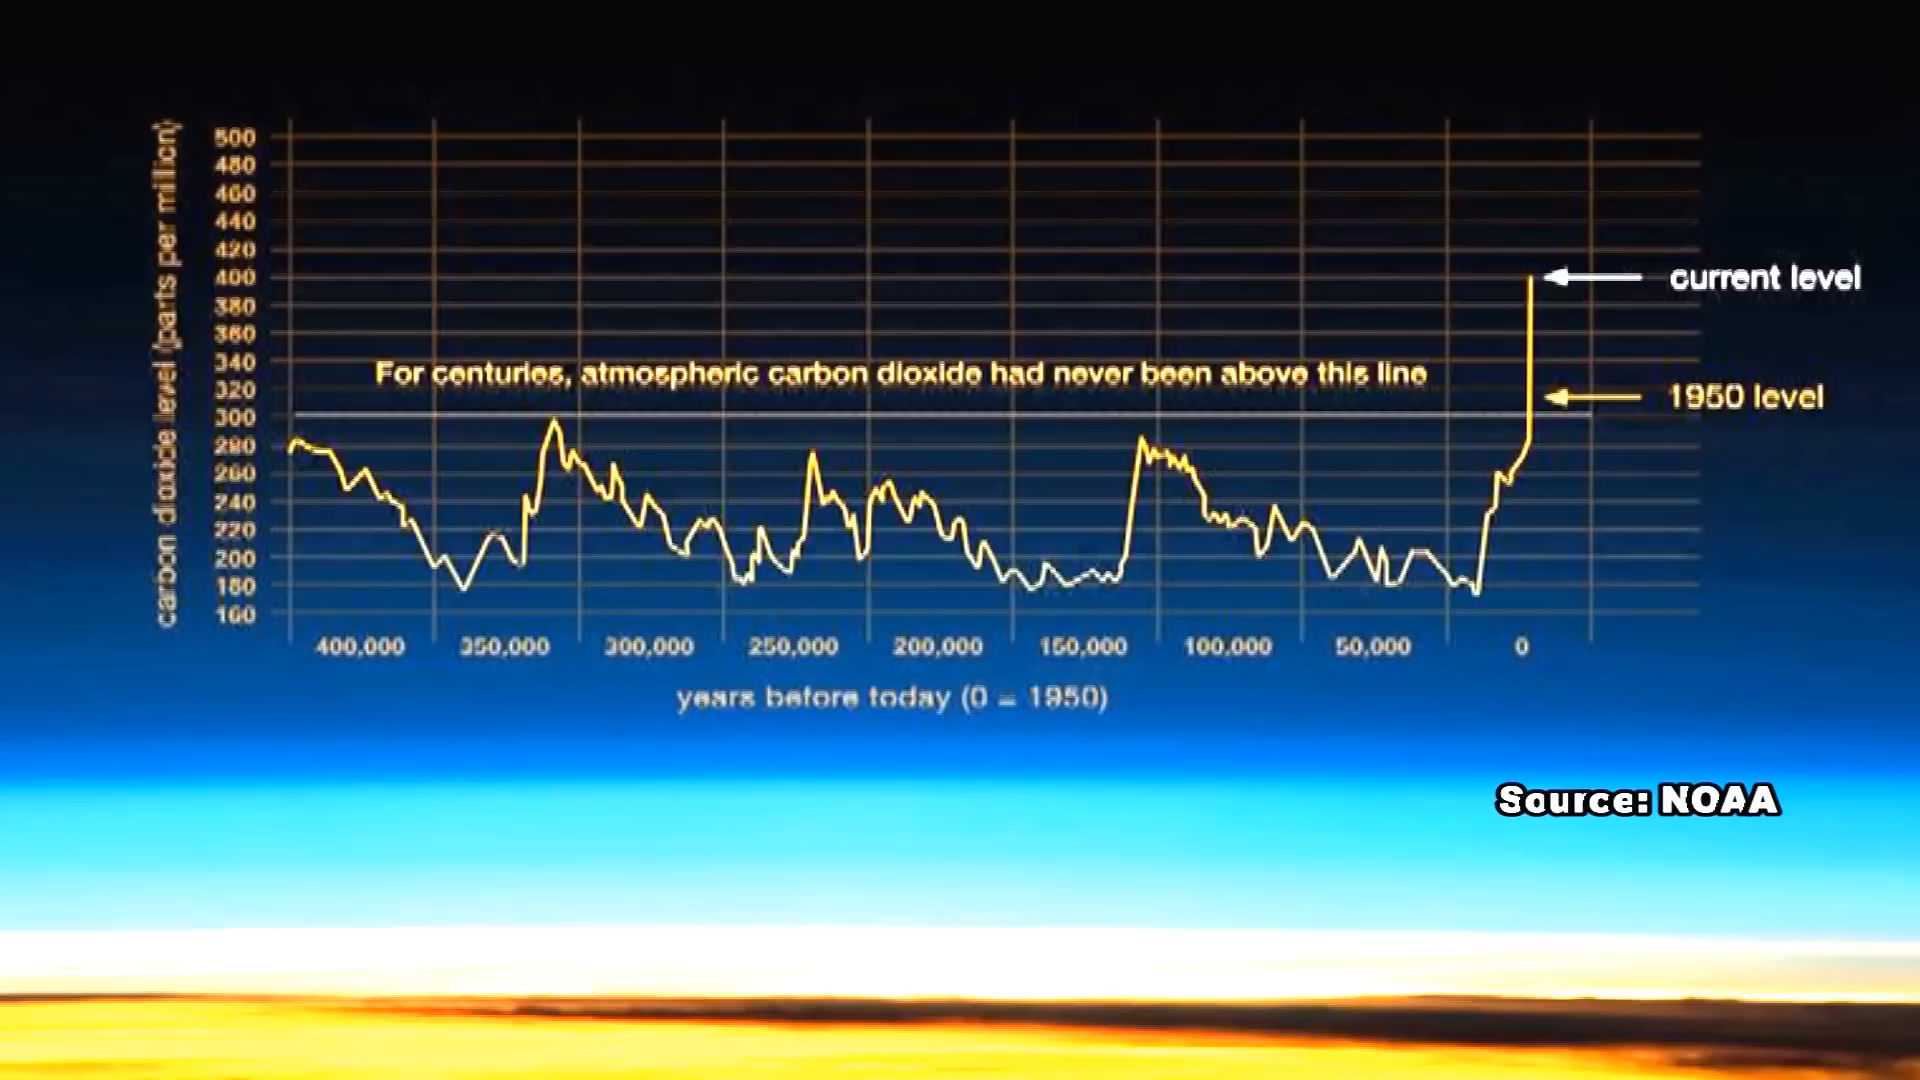 carbon dioxide level (parts per million)
500
480
460
440
420
400
380
360
340
320
300
280
260
240
220
200
180
160
For centuries, atmospheric carbon dioxide had never been above this line
current level
1950 level
400,000 350,000 300,000 250,000 200,000 150,000 100,000 50,000 0
years before today (0 = 1950)
Source: NOAA